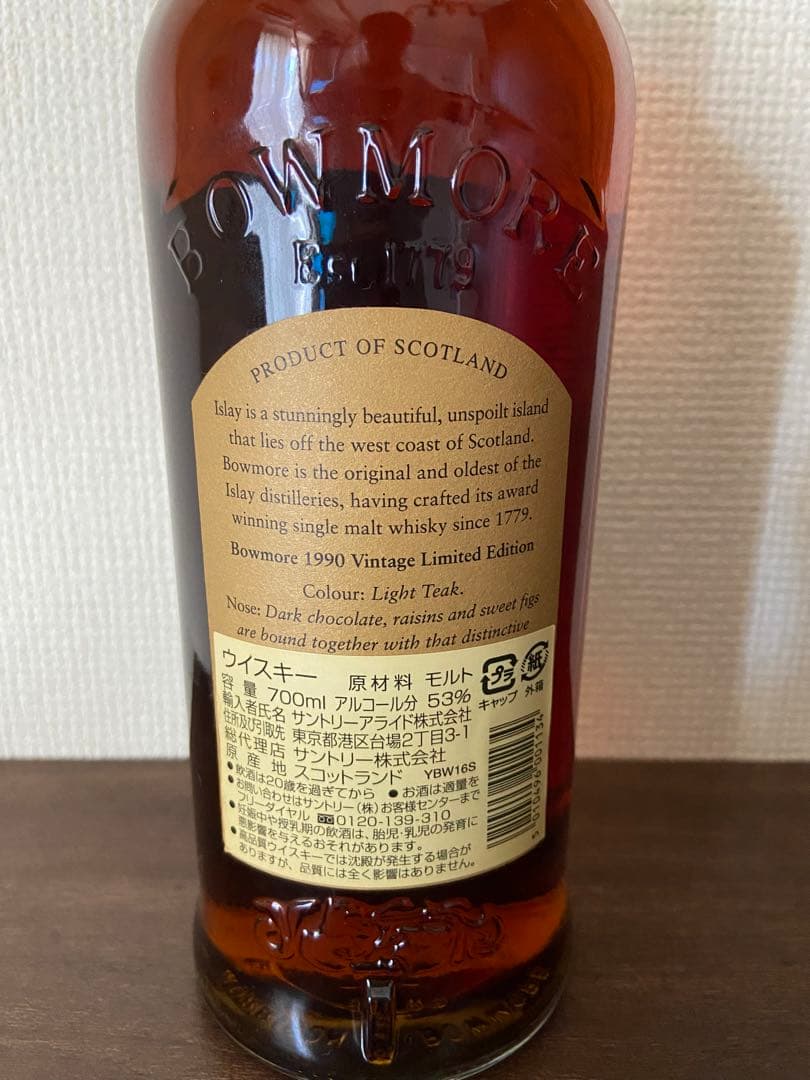 BOWMORE
EST. 1779
PRODUCT OF SCOTLAND
Islay is a stunningly beautiful, unspoilt island
that lies off the west coast of Scotland.
Bowmore is the original and oldest of the
Islay distilleries, having crafted its award
winning single malt whisky since 1779.
Bowmore 1990 Vintage Limited Edition
Colour: Light Teak.
Nose: Dark chocolate, raisins and sweet figs
are bound together with that distinctive
ウイスキー 原材料 モルト
容量 700ml アルコール分 53%
輸入者氏名 サントリーアライド株式会社
住所及び引取先 東京都港区台場2丁目3-1
総代理店 サントリー株式会社
原産地 スコットランド YBW16S
プラ
キャップ
紙
外箱
●飲酒は20歳を過ぎてから ●お酒は適量を
●お問い合わせはサントリー(株)お客様センターまで
フリーダイヤル 0120-139-310
●妊娠中や授乳期の飲酒は、胎児・乳児の発育に
悪影響を与えるおそれがあります。
●高品質ウイスキーでは沈殿が発生する場合が
ありますが、品質には全く影響はありません。
5 010496 001134